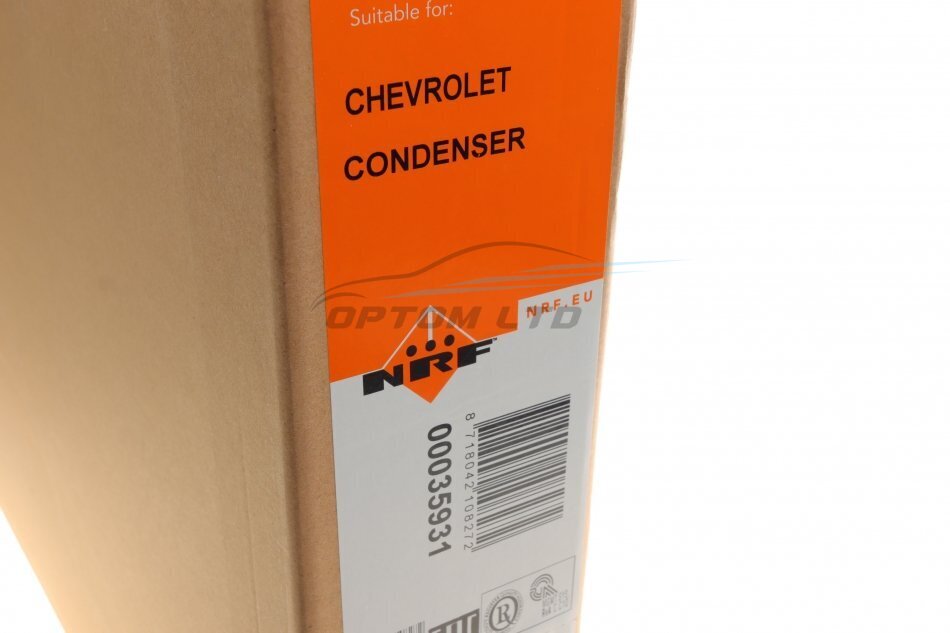 Suitable for:
CHEVROLET
CONDENSER
OPTOM LTD
NRF.EU
NRF
00035931
8 718042 108272
R